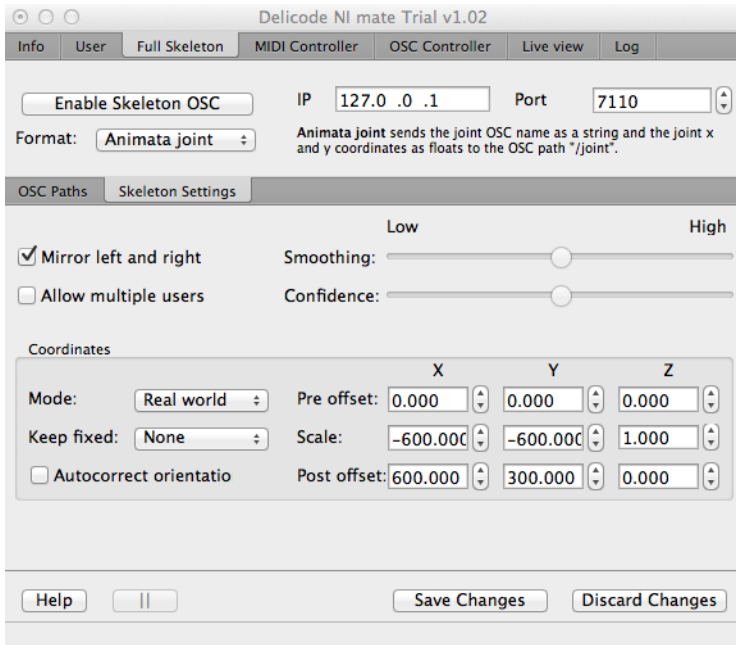 Delicode NI mate Trial v1.02
Info User Full Skeleton MIDI Controller OSC Controller Live view Log
Enable Skeleton OSC IP 127.0 .0 .1 Port 7110
Format: Animata joint Animata joint sends the joint OSC name as a string and the joint x
and y coordinates as floats to the OSC path "/joint".
OSC Paths Skeleton Settings
Low High
Mirror left and right Smoothing:
Allow multiple users Confidence:
Coordinates
X Y Z
Mode: Real world Pre offset: 0.000 0.000 0.000
Keep fixed: None Scale: -600.000 -600.000 1.000
Autocorrect orientatio Post offset: 600.000 300.000 0.000
Help || Save Changes Discard Changes